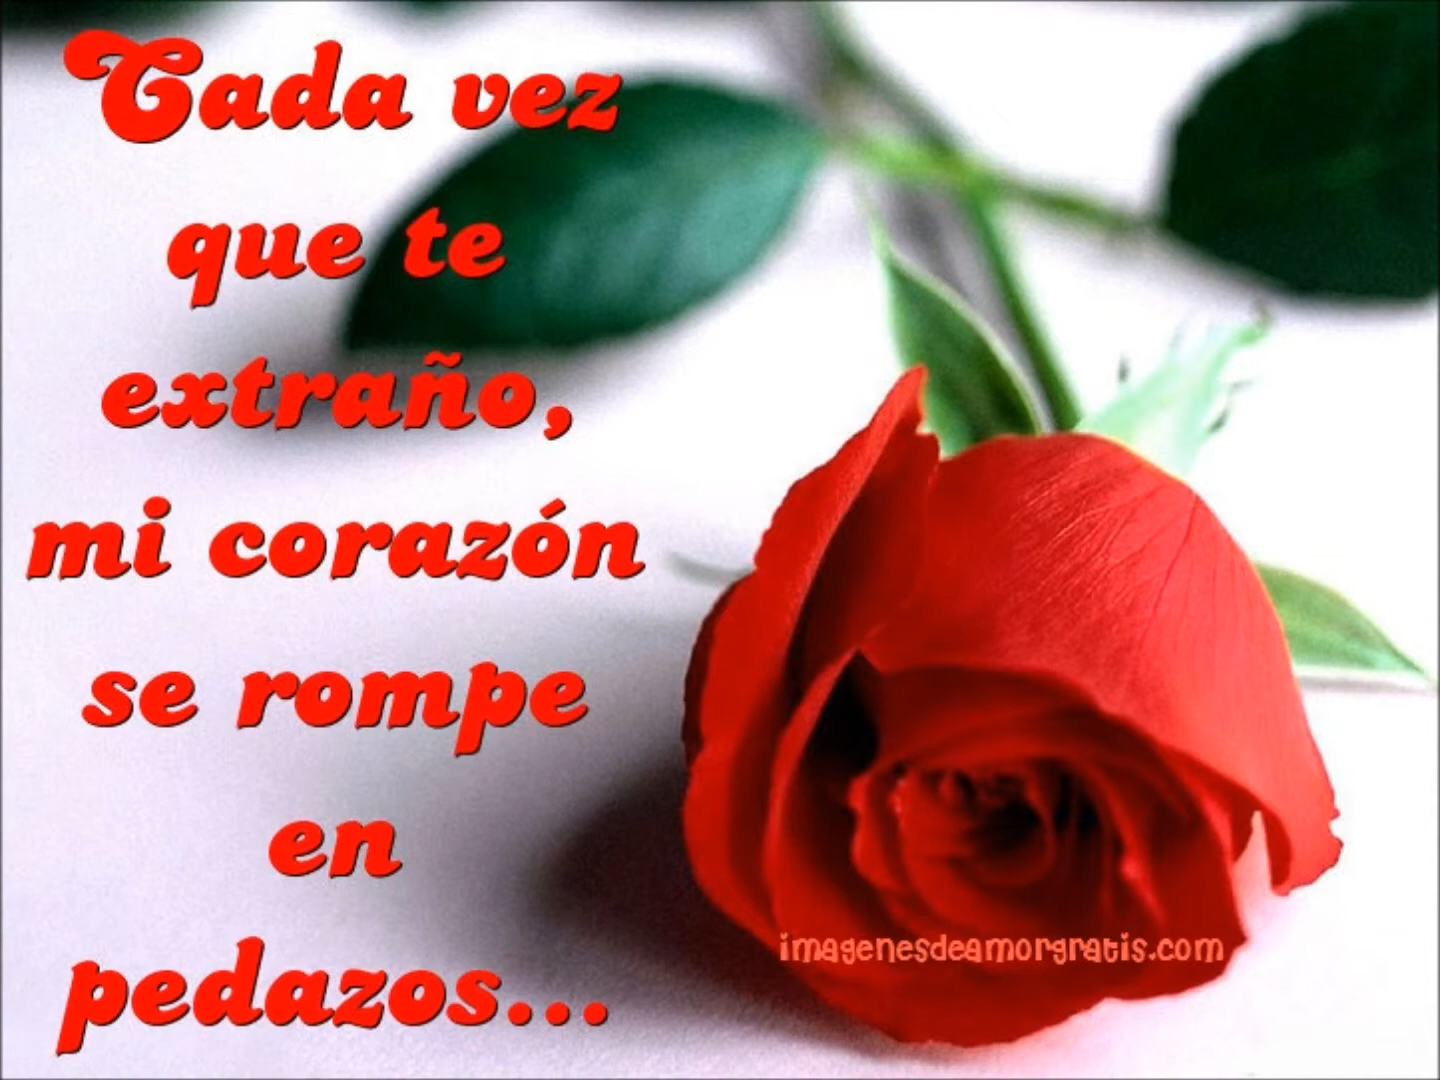 Cada vez
que te
extraño,
mi corazón
se rompe
en
pedazos...
imagenesdeamorgratis.com